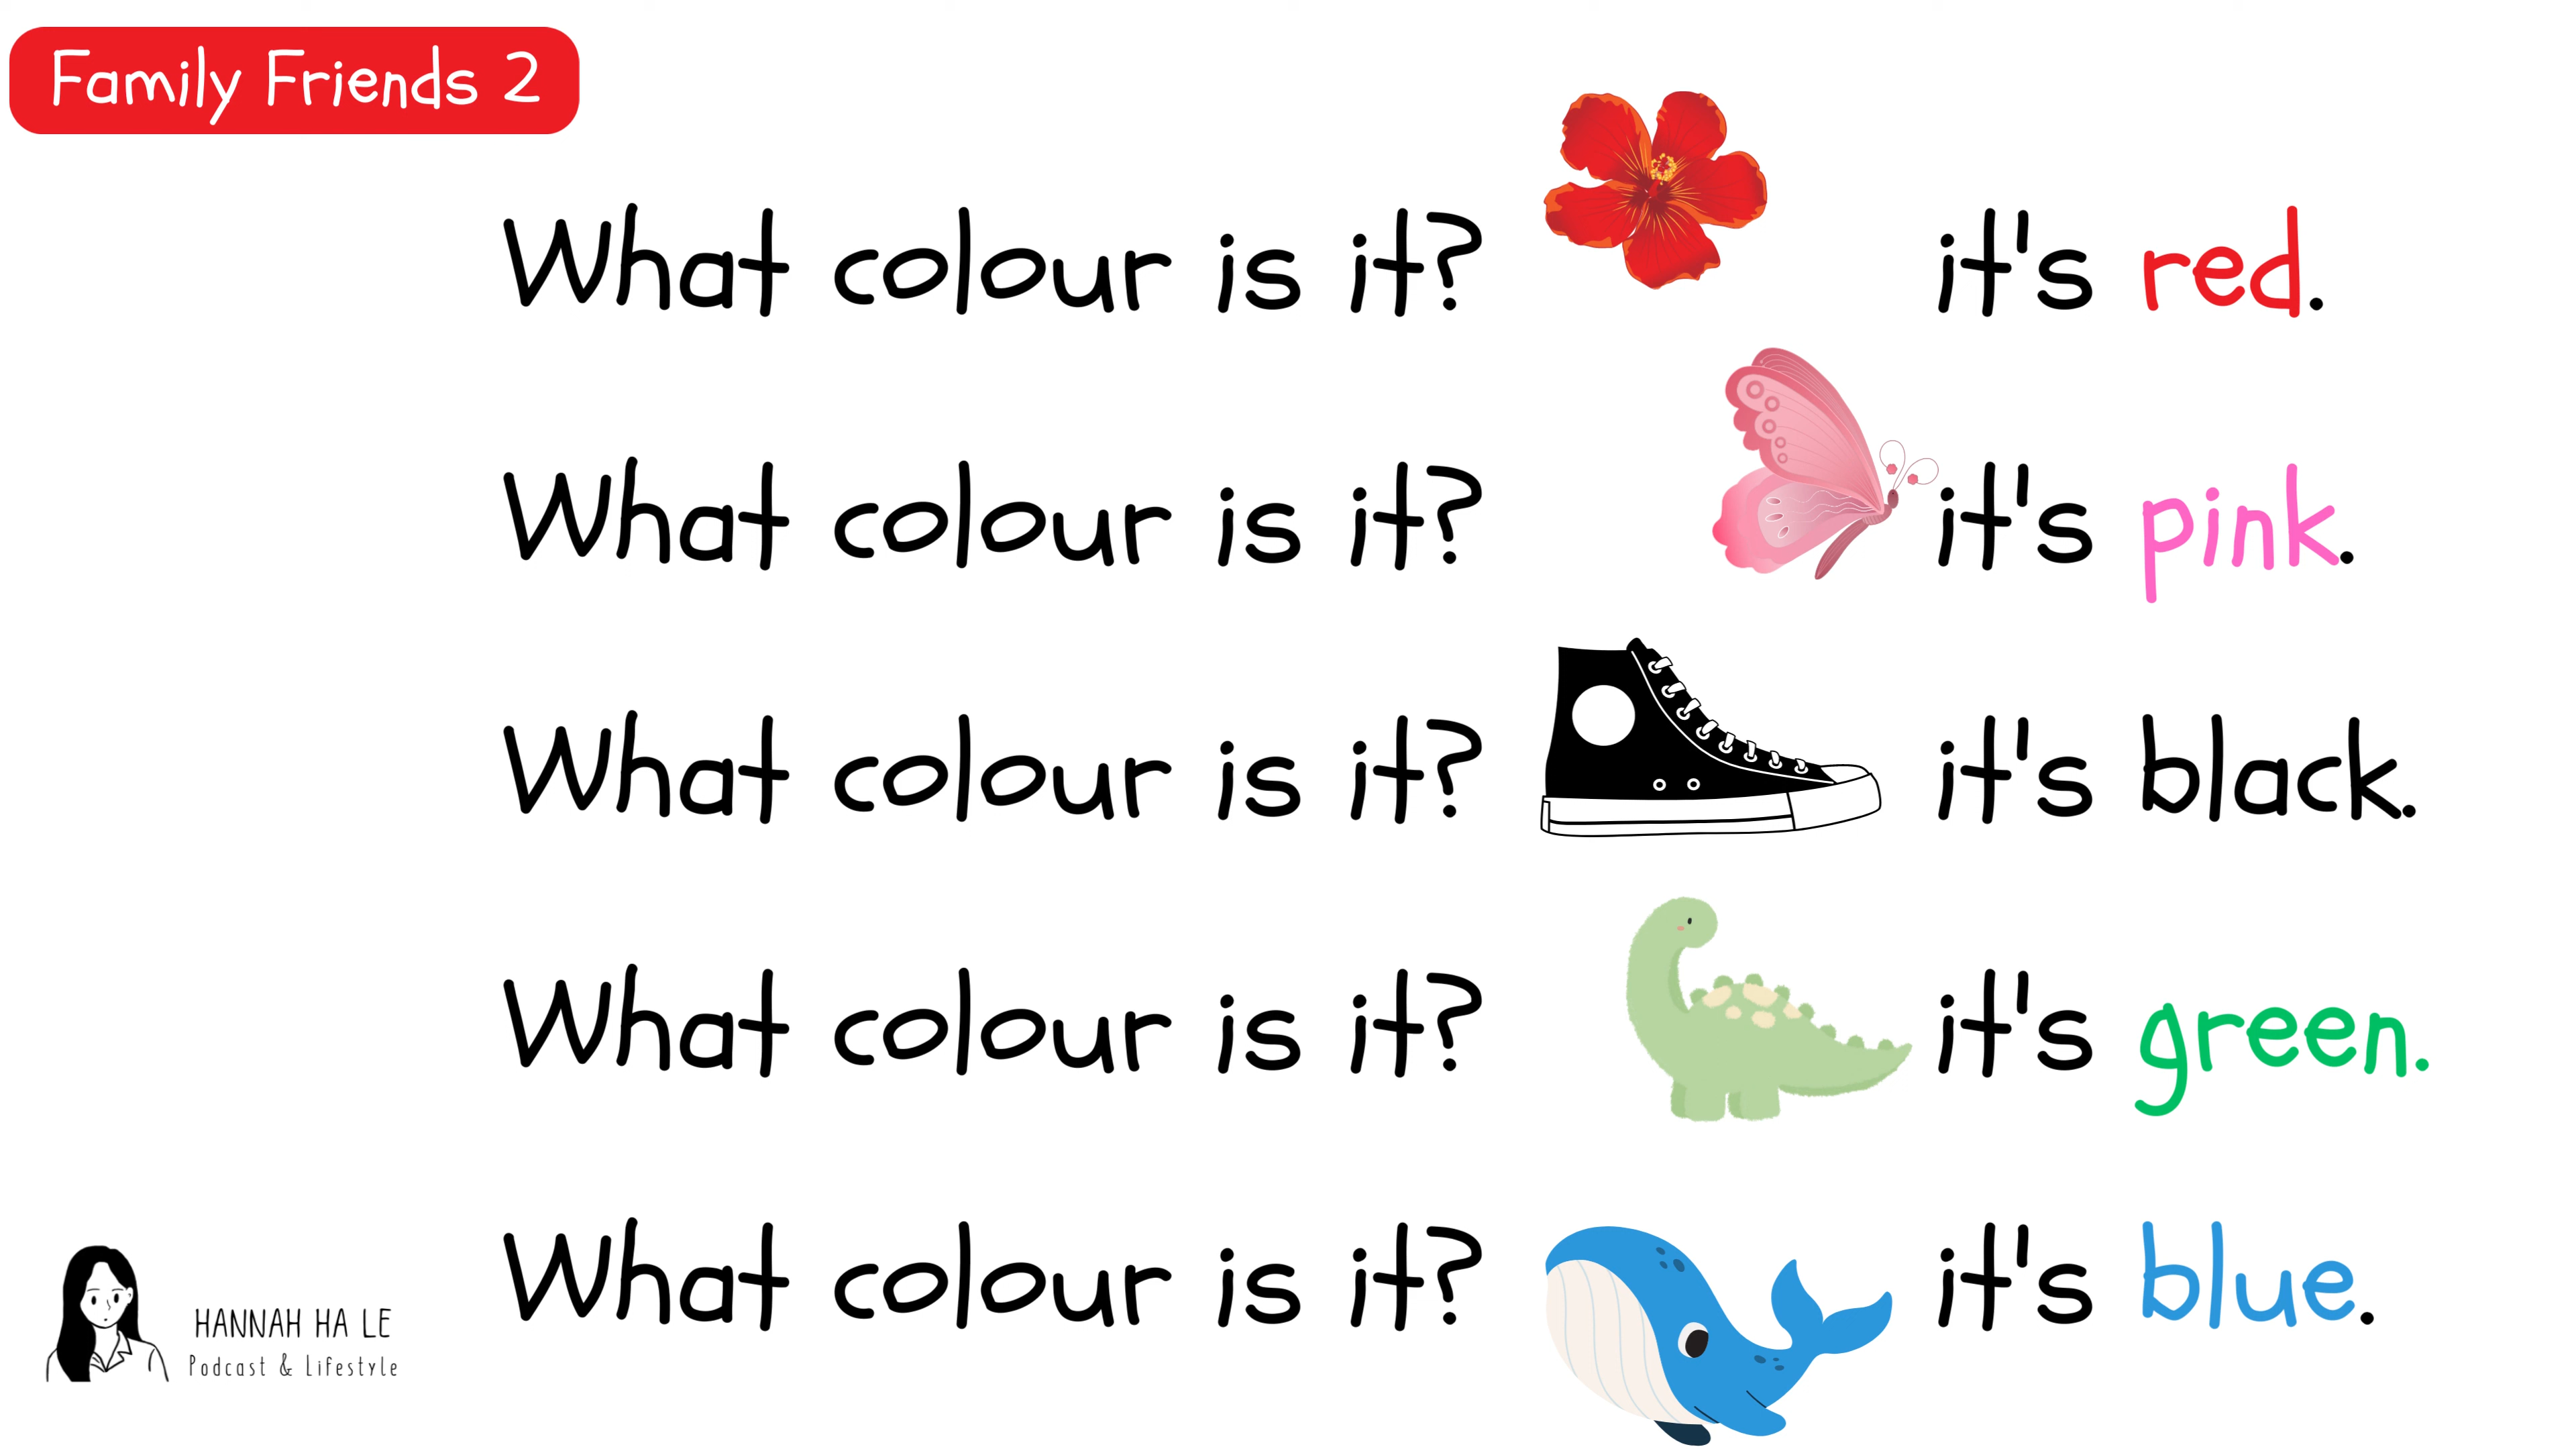 Family Friends 2
What colour is it? it's red.
What colour is it? it's pink.
What colour is it? it's black.
What colour is it? it's green.
What colour is it? it's blue.
HANNAH HA LE
Podcast & Lifestyle